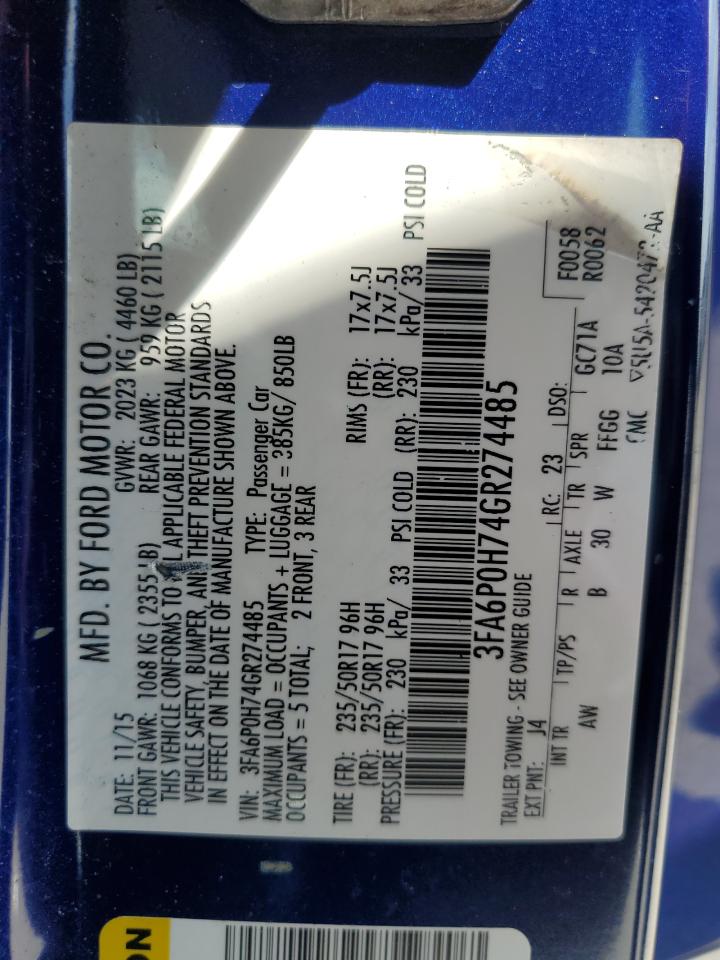 MFD. BY FORD MOTOR CO.
DATE: 11/15 GVWR: 2023 KG ( 4460 LB)
FRONT GAWR: 1068 KG ( 2355 LB) REAR GAWR: 959 KG ( 2115 LB)
THIS VEHICLE CONFORMS TO APPLICABLE FEDERAL MOTOR
VEHICLE SAFETY, BUMPER, AND THEFT PREVENTION STANDARDS
IN EFFECT ON THE DATE OF MANUFACTURE SHOWN ABOVE.
VIN: 3FA6P0H74GR274485 TYPE: Passenger Car
MAXIMUM LOAD = OCCUPANTS + LUGGAGE = 385KG/ 850LB
OCCUPANTS = 5 TOTAL; 2 FRONT, 3 REAR
TIRE (FR): 235/50R17 96H RIMS (FR): 17x7.5J
(RR): 235/50R17 96H (RR): 17x7.5J
PRESSURE (FR): 230 kPa/ 33 PSI COLD (RR): 230 kPa/ 33 PSI COLD
3FA6P0H74GR274485
TRAILER TOWING - SEE OWNER GUIDE
EXT PNT: J4 RC: 23 DSO: F0058
R0062
INT TR TP/PS R AXLE TR SPR GC71A
AW B 30 W FFGG 10A
ON